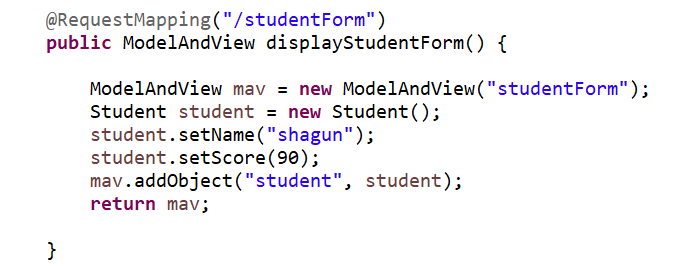 @RequestMapping("/studentForm")
public ModelAndView displayStudentForm() {
ModelAndView mav = new ModelAndView("studentForm");
Student student = new Student();
student.setName("shagun");
student.setScore(90);
mav.addObject("student", student);
return mav;
}